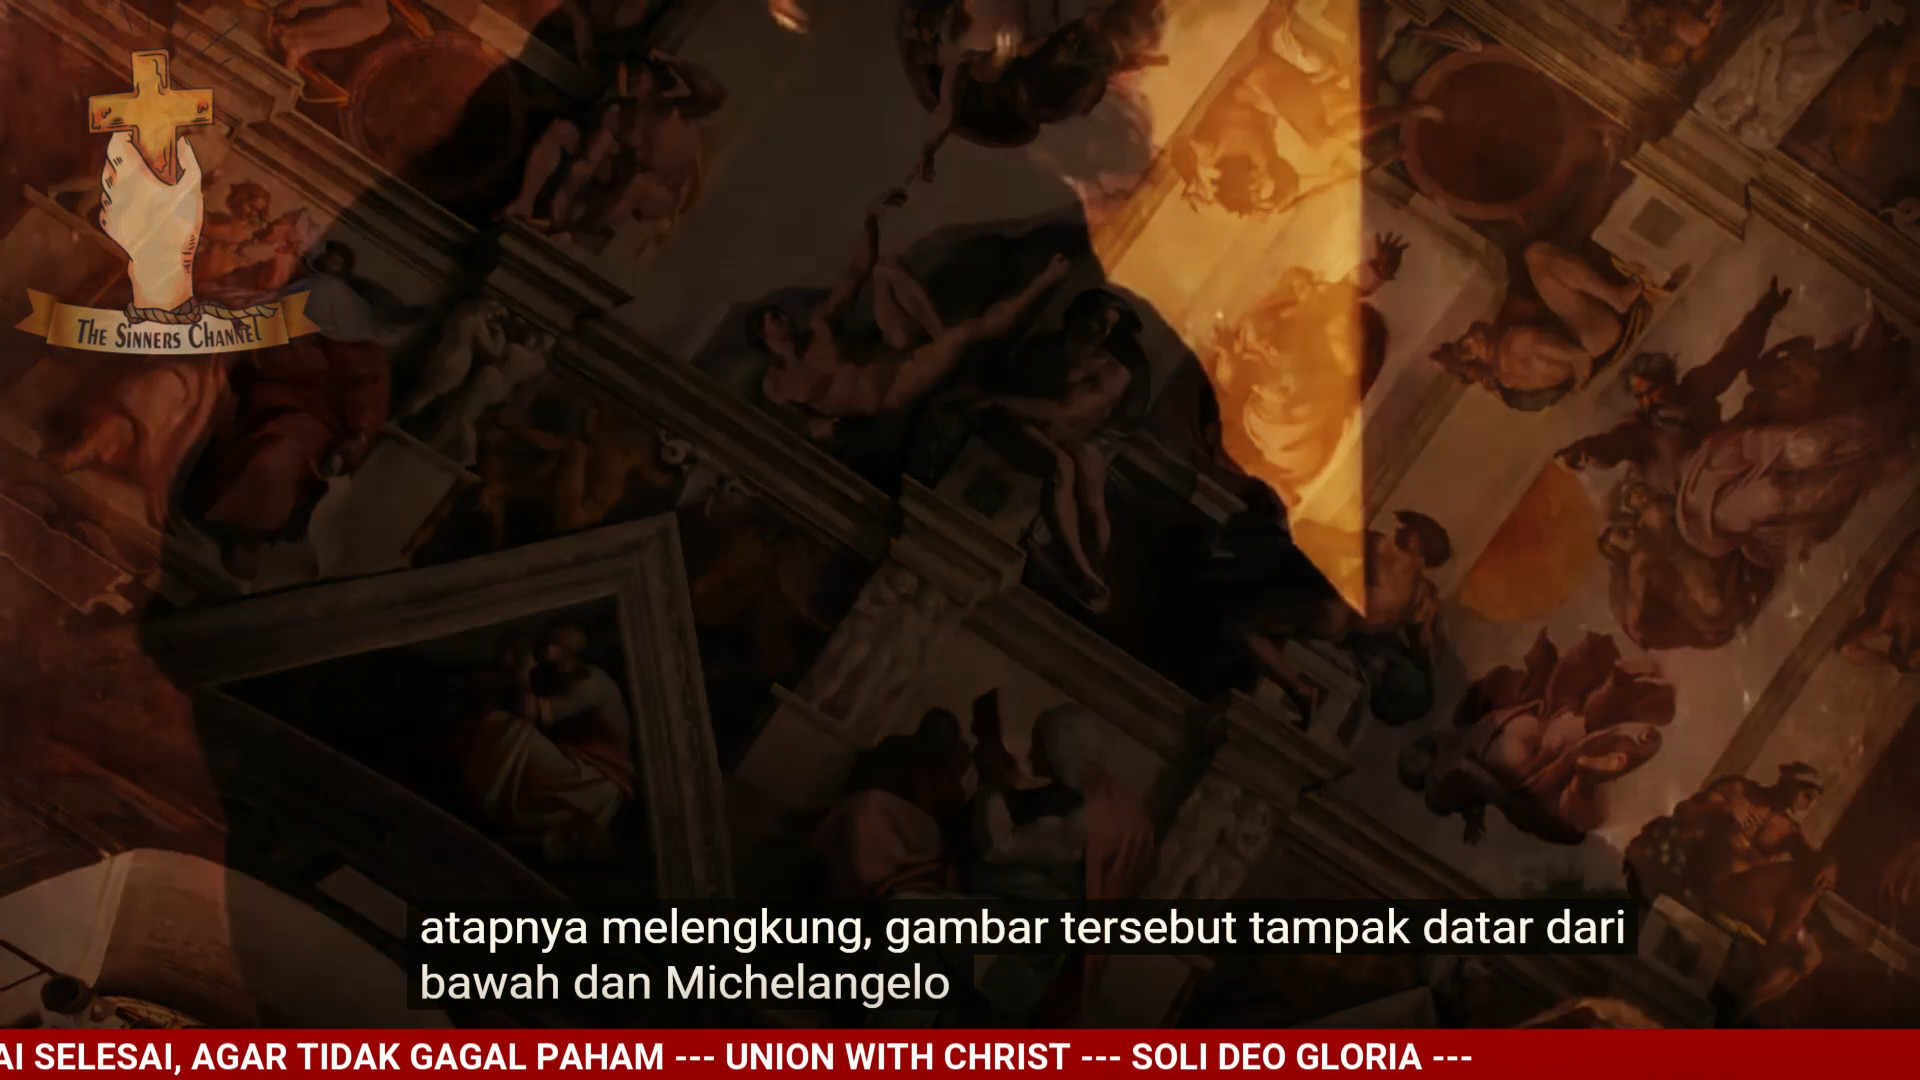 THE SINNERS CHANNEL
atapnya melengkung, gambar tersebut tampak datar dari
bawah dan Michelangelo
AI SELESAI, AGAR TIDAK GAGAL PAHAM --- UNION WITH CHRIST --- SOLI DEO GLORIA ---